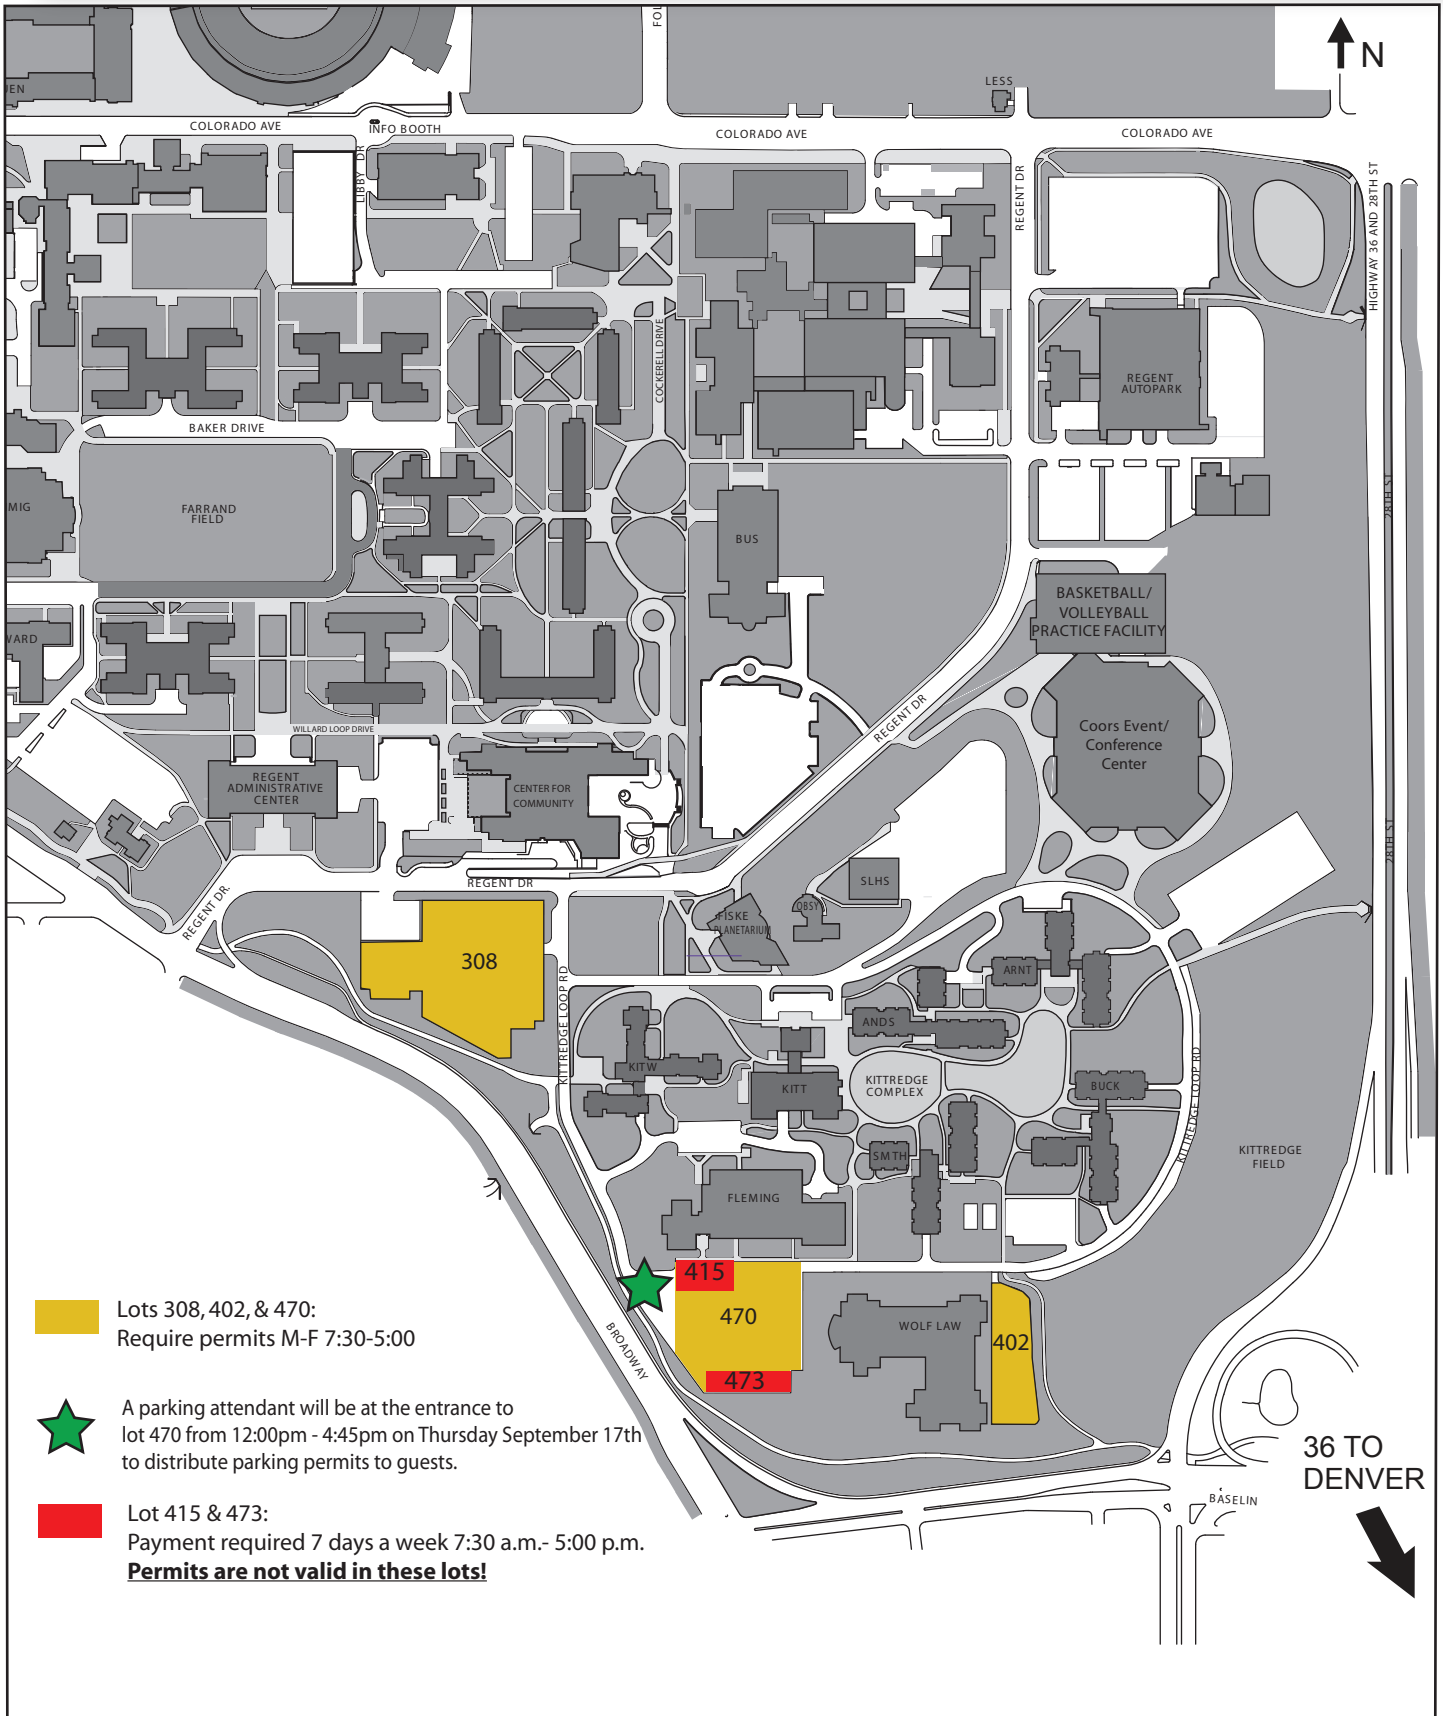 FOL
N
LESS
UEN
COLORADO AVE
INFO BOOTH
COLORADO AVE
COLORADO AVE
LIBBY DR
REGENT DR
HIGHWAY 36 AND 28TH ST
COCKERELL DRIVE
REGENT
AUTOPARK
BAKER DRIVE
MIG
FARRAND
FIELD
28TH ST
BUS
BASKETBALL/
VOLLEYBALL
PRACTICE FACILITY
WARD
REGENT DR
Coors Event/
Conference
Center
WILLARD LOOP DRIVE
REGENT
ADMINISTRATIVE
CENTER
CENTER FOR
COMMUNITY
28TH ST
REGENT DR
SLHS
REGENT DR.
OBSY
FISKE
PLANETARIUM
308
KITTREDGE LOOP RD
ARNT
ANDS
KITW
KITT
KITTREDGE
COMPLEX
BUCK
KITTREDGE LOOP RD
SMTH
KITTREDGE
FIELD
FLEMING
415
470
473
WOLF LAW
402
BROADWAY
Lots 308, 402, & 470:
Require permits M-F 7:30-5:00
A parking attendant will be at the entrance to
lot 470 from 12:00pm - 4:45pm on Thursday September 17th
to distribute parking permits to guests.
36 TO
DENVER
BASELIN
Lot 415 & 473:
Payment required 7 days a week 7:30 a.m.- 5:00 p.m.
Permits are not valid in these lots!